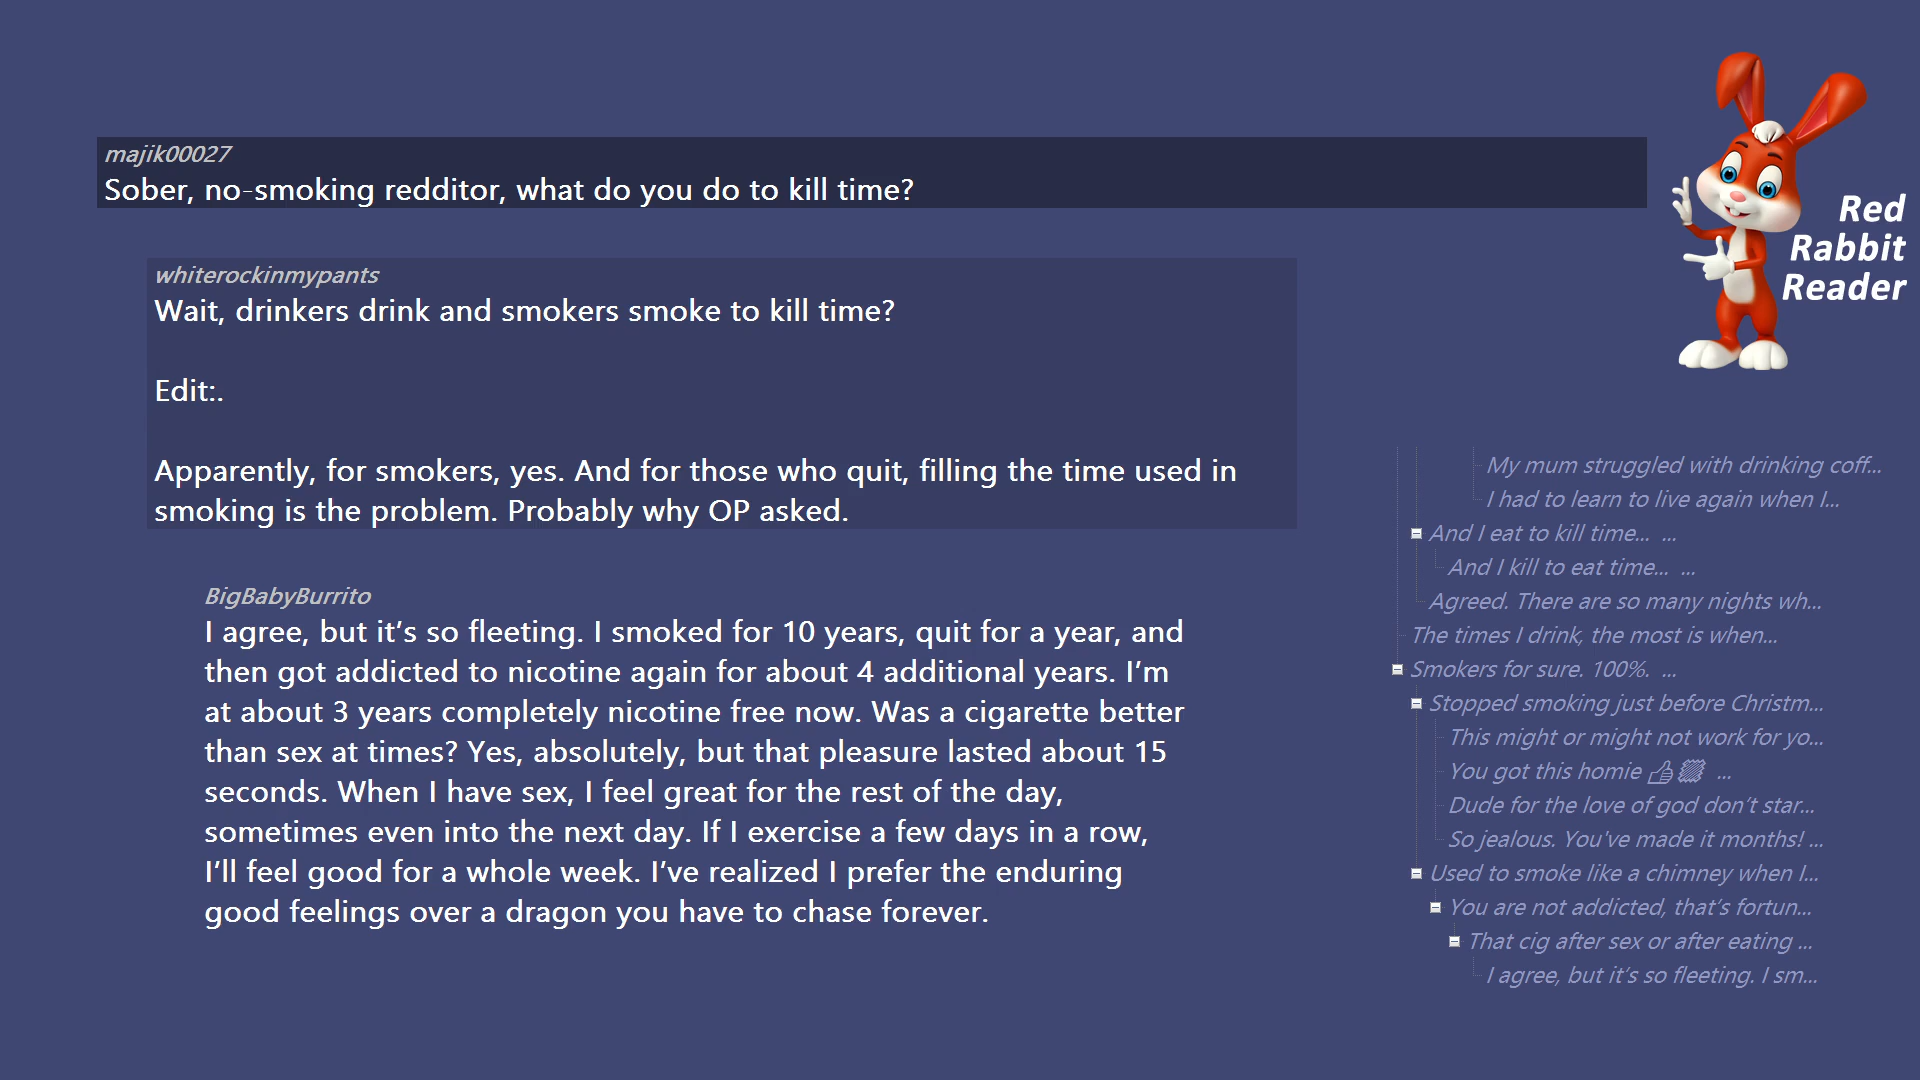 majik00027
Sober, no-smoking redditor, what do you do to kill time?
whiterockinmypants
Wait, drinkers drink and smokers smoke to kill time?
Edit:.
Apparently, for smokers, yes. And for those who quit, filling the time used in
smoking is the problem. Probably why OP asked.
BigBabyBurrito
I agree, but it’s so fleeting. I smoked for 10 years, quit for a year, and
then got addicted to nicotine again for about 4 additional years. I’m
at about 3 years completely nicotine free now. Was a cigarette better
than sex at times? Yes, absolutely, but that pleasure lasted about 15
seconds. When I have sex, I feel great for the rest of the day,
sometimes even into the next day. If I exercise a few days in a row,
I’ll feel good for a whole week. I’ve realized I prefer the enduring
good feelings over a dragon you have to chase forever.
Red
Rabbit
Reader
My mum struggled with drinking coff...
I had to learn to live again when I...
And I eat to kill time... ...
And I kill to eat time... ...
Agreed. There are so many nights wh...
The times I drink, the most is when...
Smokers for sure. 100%. ...
Stopped smoking just before Christm...
This might or might not work for yo...
You got this homie 👍 ...
Dude for the love of god don’t star...
So jealous. You've made it months! ...
Used to smoke like a chimney when I...
You are not addicted, that’s fortun...
That cig after sex or after eating ...
I agree, but it’s so fleeting. I sm...